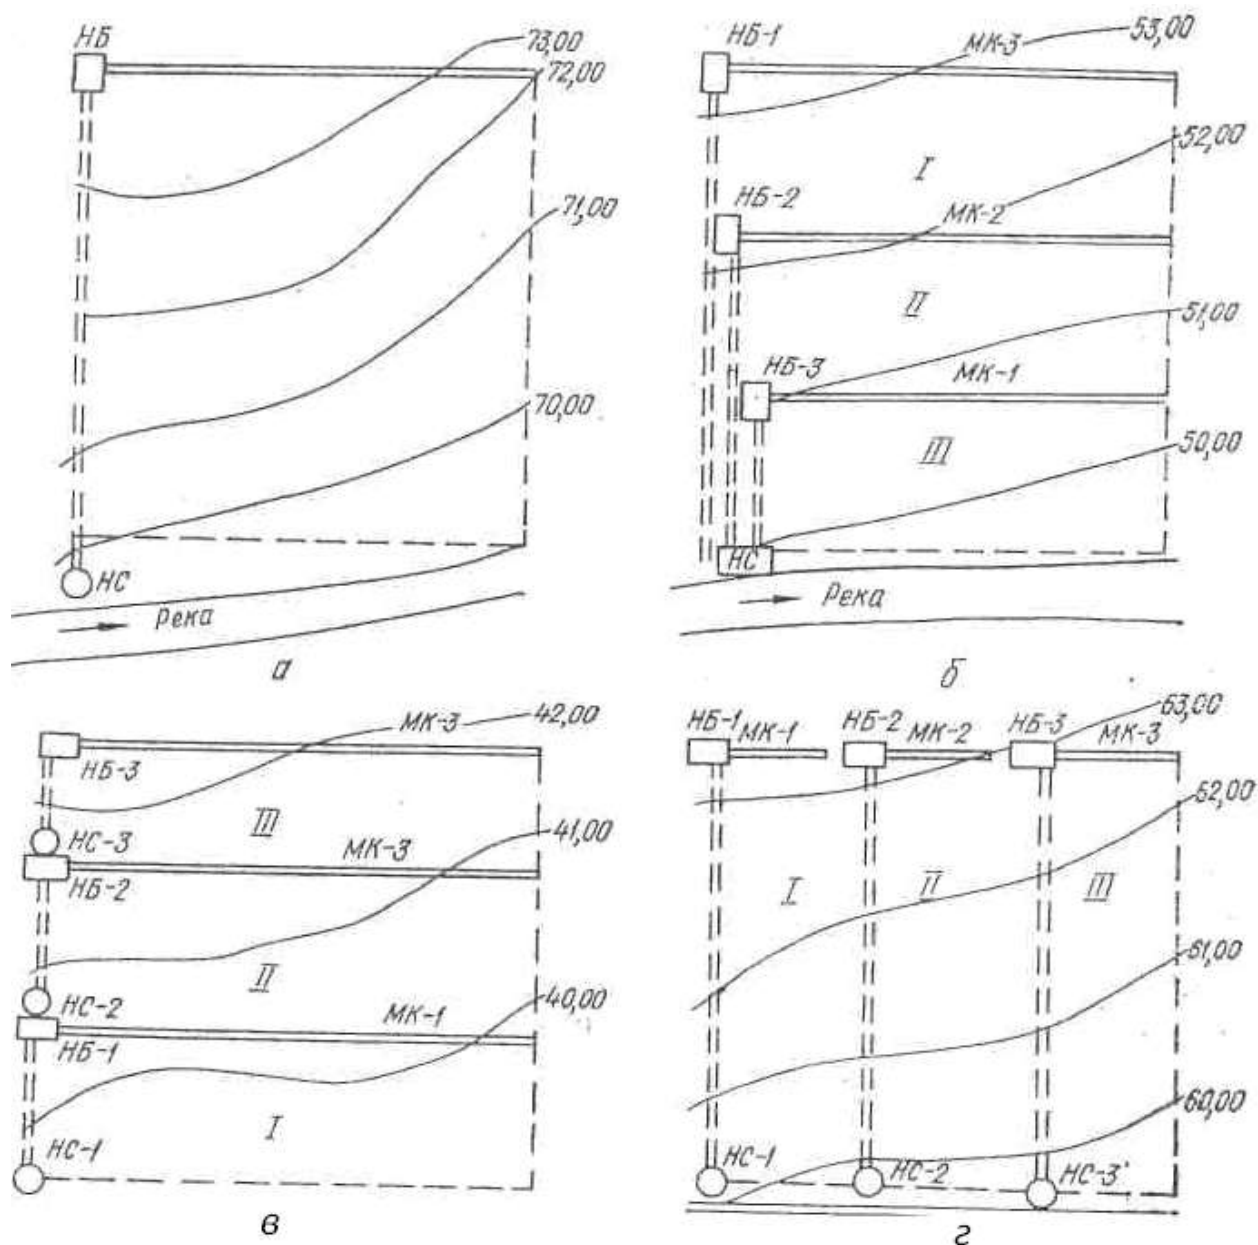 НБ
73,00
72,00
71,00
70,00
НС
Река
а
НБ-1
МК-3
53,00
52,00
I
НБ-2
МК-2
II
51,00
НБ-3
МК-1
III
50,00
НС
Река
б
МК-3
42,00
НБ-3
III
НС-3
МК-3
41,00
НБ-2
II
НС-2
МК-1
40,00
НБ-1
I
НС-1
в
63,00
НБ-1
МК-1
НБ-2
МК-2
НБ-3
МК-3
62,00
I
II
III
61,00
60,00
НС-1
НС-2
НС-3
г